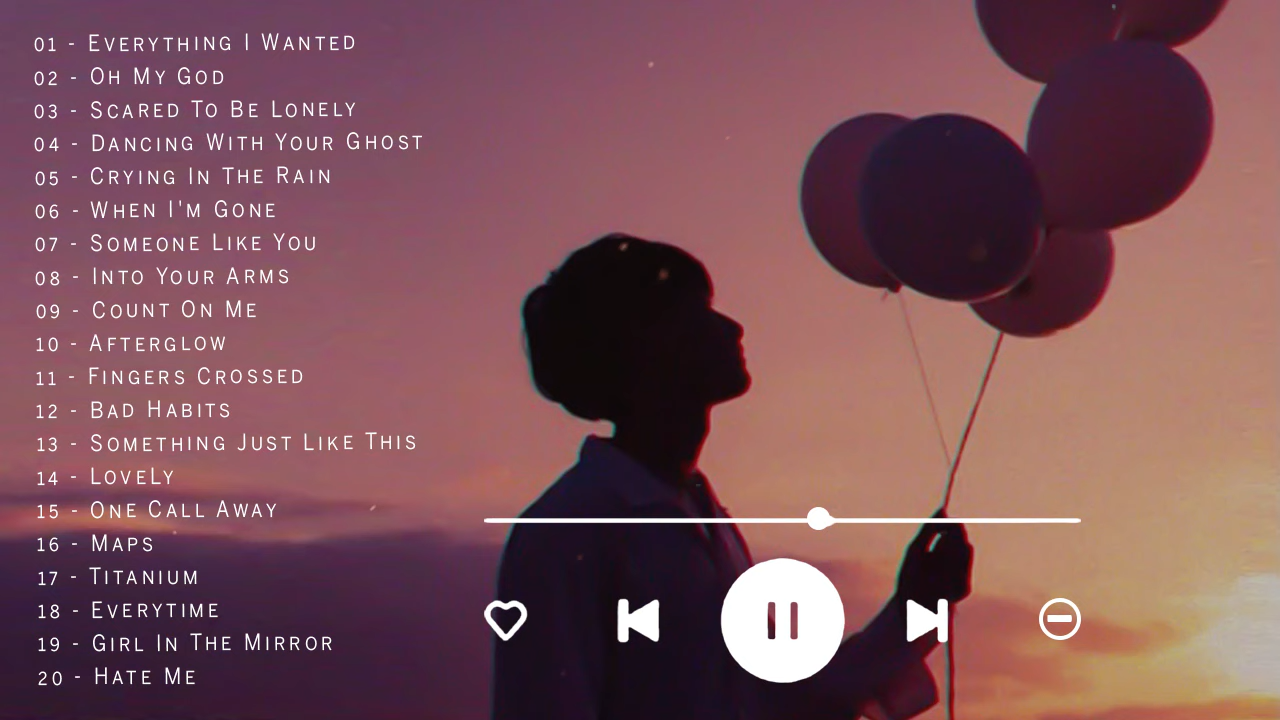 01 - Everything I Wanted
02 - Oh My God
03 - Scared To Be Lonely
04 - Dancing With Your Ghost
05 - Crying In The Rain
06 - When I'm Gone
07 - Someone Like You
08 - Into Your Arms
09 - Count On Me
10 - Afterglow
11 - Fingers Crossed
12 - Bad Habits
13 - Something Just Like This
14 - LoveLy
15 - One Call Away
16 - Maps
17 - Titanium
18 - Everytime
19 - Girl In The Mirror
20 - Hate Me